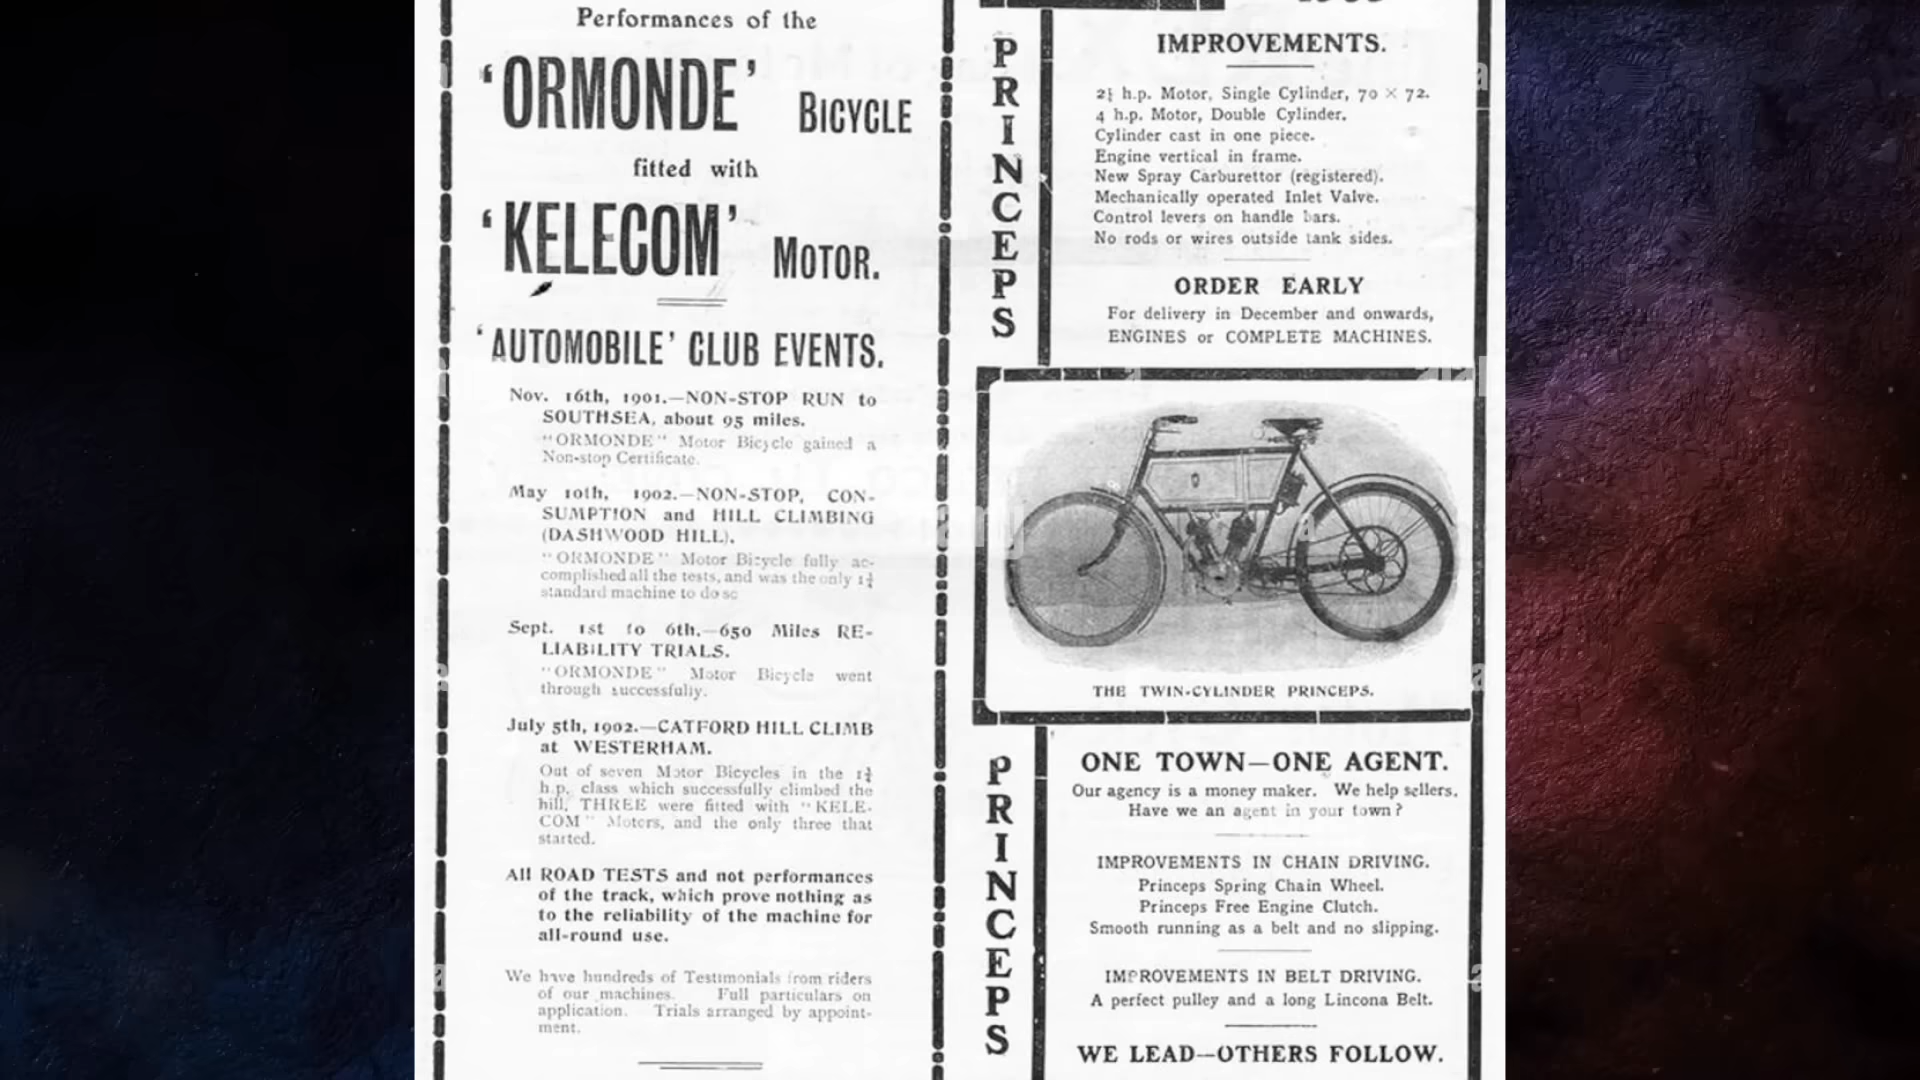 Performances of the
'ORMONDE' BICYCLE
fitted with
'KELECOM' MOTOR.
'AUTOMOBILE' CLUB EVENTS.
Nov. 16th, 1901.—NON-STOP RUN to
SOUTHSEA, about 95 miles.
"ORMONDE" Motor Bicycle gained a
Non-stop Certificate.
May 10th, 1902.—NON-STOP, CON-
SUMPTION and HILL CLIMBING
(DASHWOOD HILL).
"ORMONDE" Motor Bicycle fully ac-
complished all the tests, and was the only 1¾
standard machine to do so
Sept. 1st to 6th.—650 Miles RE-
LIABILITY TRIALS.
"ORMONDE" Motor Bicycle went
through successfully.
July 5th, 1902.—CATFORD HILL CLIMB
at WESTERHAM.
Out of seven Motor Bicycles in the 1¾
h.p. class which successfully climbed the
hill, THREE were fitted with "KELE-
COM" Motors, and the only three that
started.
All ROAD TESTS and not performances
of the track, which prove nothing as
to the reliability of the machine for
all-round use.
We have hundreds of Testimonials from riders
of our machines. Full particulars on
application. Trials arranged by appoint-
ment.
PRINCEPS
IMPROVEMENTS.
h.p. Motor, Single Cylinder, 70 × 72.
4 h.p. Motor, Double Cylinder.
Cylinder cast in one piece.
Engine vertical in frame.
New Spray Carburettor (registered).
Mechanically operated Inlet Valve.
Control levers on handle bars.
No rods or wires outside tank sides.
ORDER EARLY
For delivery in December and onwards,
ENGINES or COMPLETE MACHINES.
THE TWIN-CYLINDER PRINCEPS.
PRINCEPS
ONE TOWN—ONE AGENT.
Our agency is a money maker. We help sellers.
Have we an agent in your town?
IMPROVEMENTS IN CHAIN DRIVING.
Princeps Spring Chain Wheel.
Princeps Free Engine Clutch.
Smooth running as a belt and no slipping.
IMPROVEMENTS IN BELT DRIVING.
A perfect pulley and a long Lincona Belt.
WE LEAD—OTHERS FOLLOW.